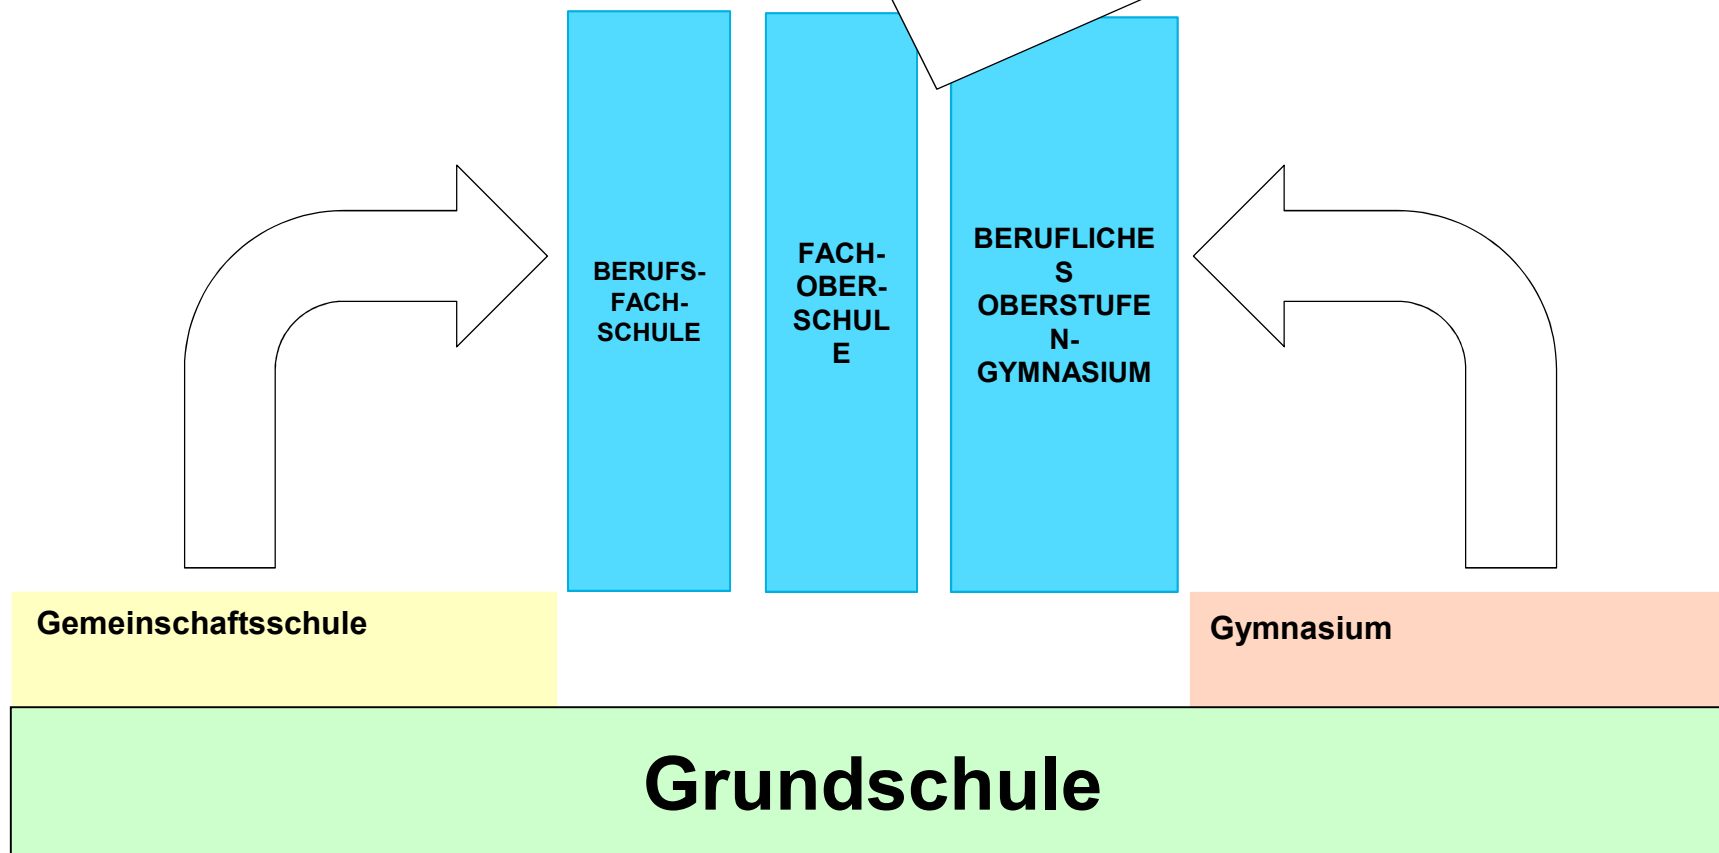 BERUFS-
FACH-
SCHULE
FACH-
OBER-
SCHUL
E
BERUFLICHE
S
OBERSTUFE
N-
GYMNASIUM
Gemeinschaftsschule
Gymnasium
Grundschule